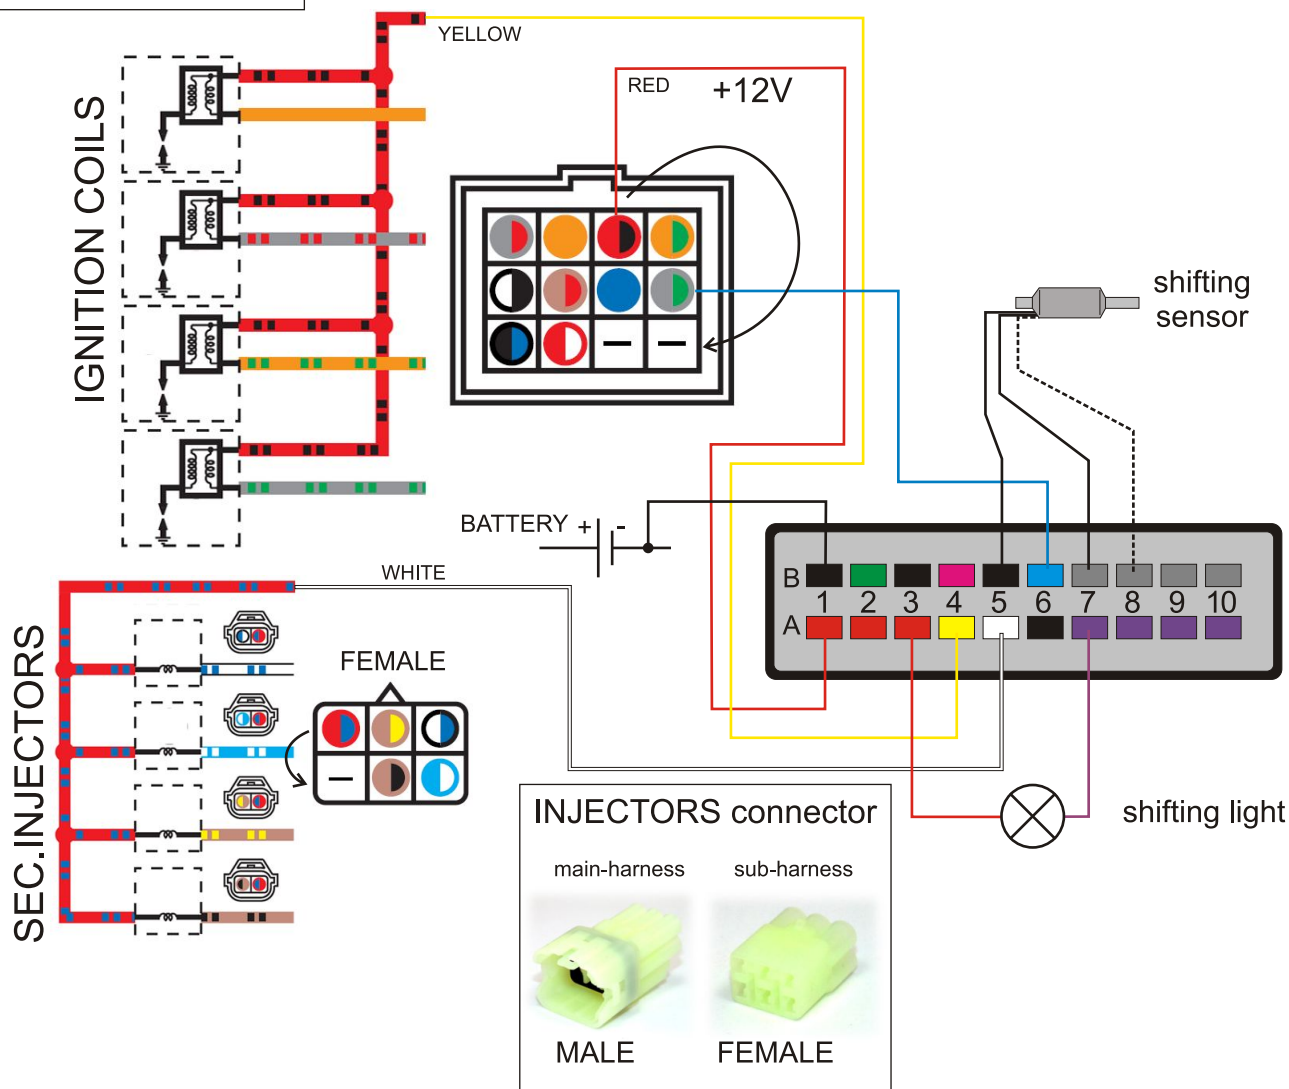 YELLOW
RED
+12V
IGNITION COILS
shifting
sensor
BATTERY + -
WHITE
B
1 2 3 4 5 6 7 8 9 10
A
SEC.INJECTORS
FEMALE
shifting light
INJECTORS connector
main-harness sub-harness
MALE FEMALE